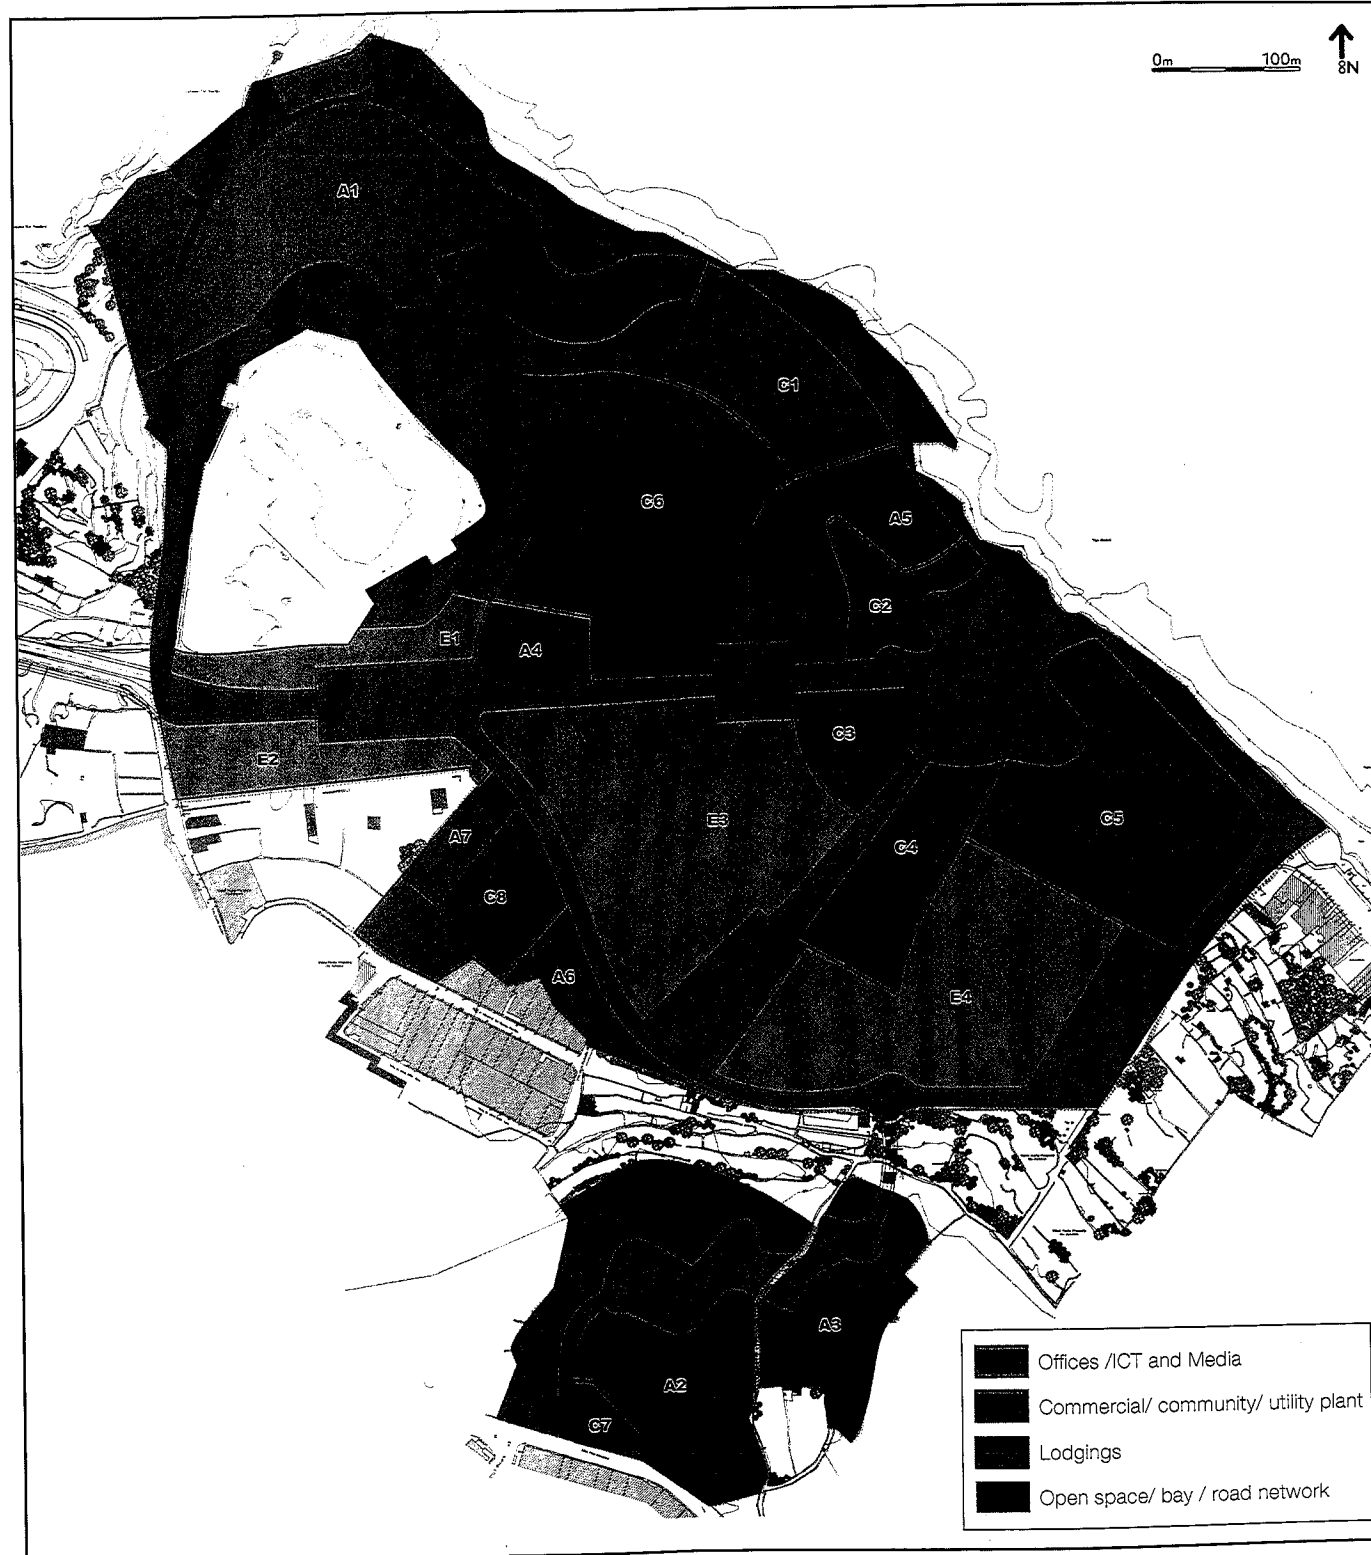 0m 100m
8N
A1
C1
C6
A5
C2
E1
A4
C3
E2
E3
C5
A7
C4
C8
A6
E4
A3
A2
C7
Offices /ICT and Media
Commercial/ community/ utility plant
Lodgings
Open space/ bay / road network